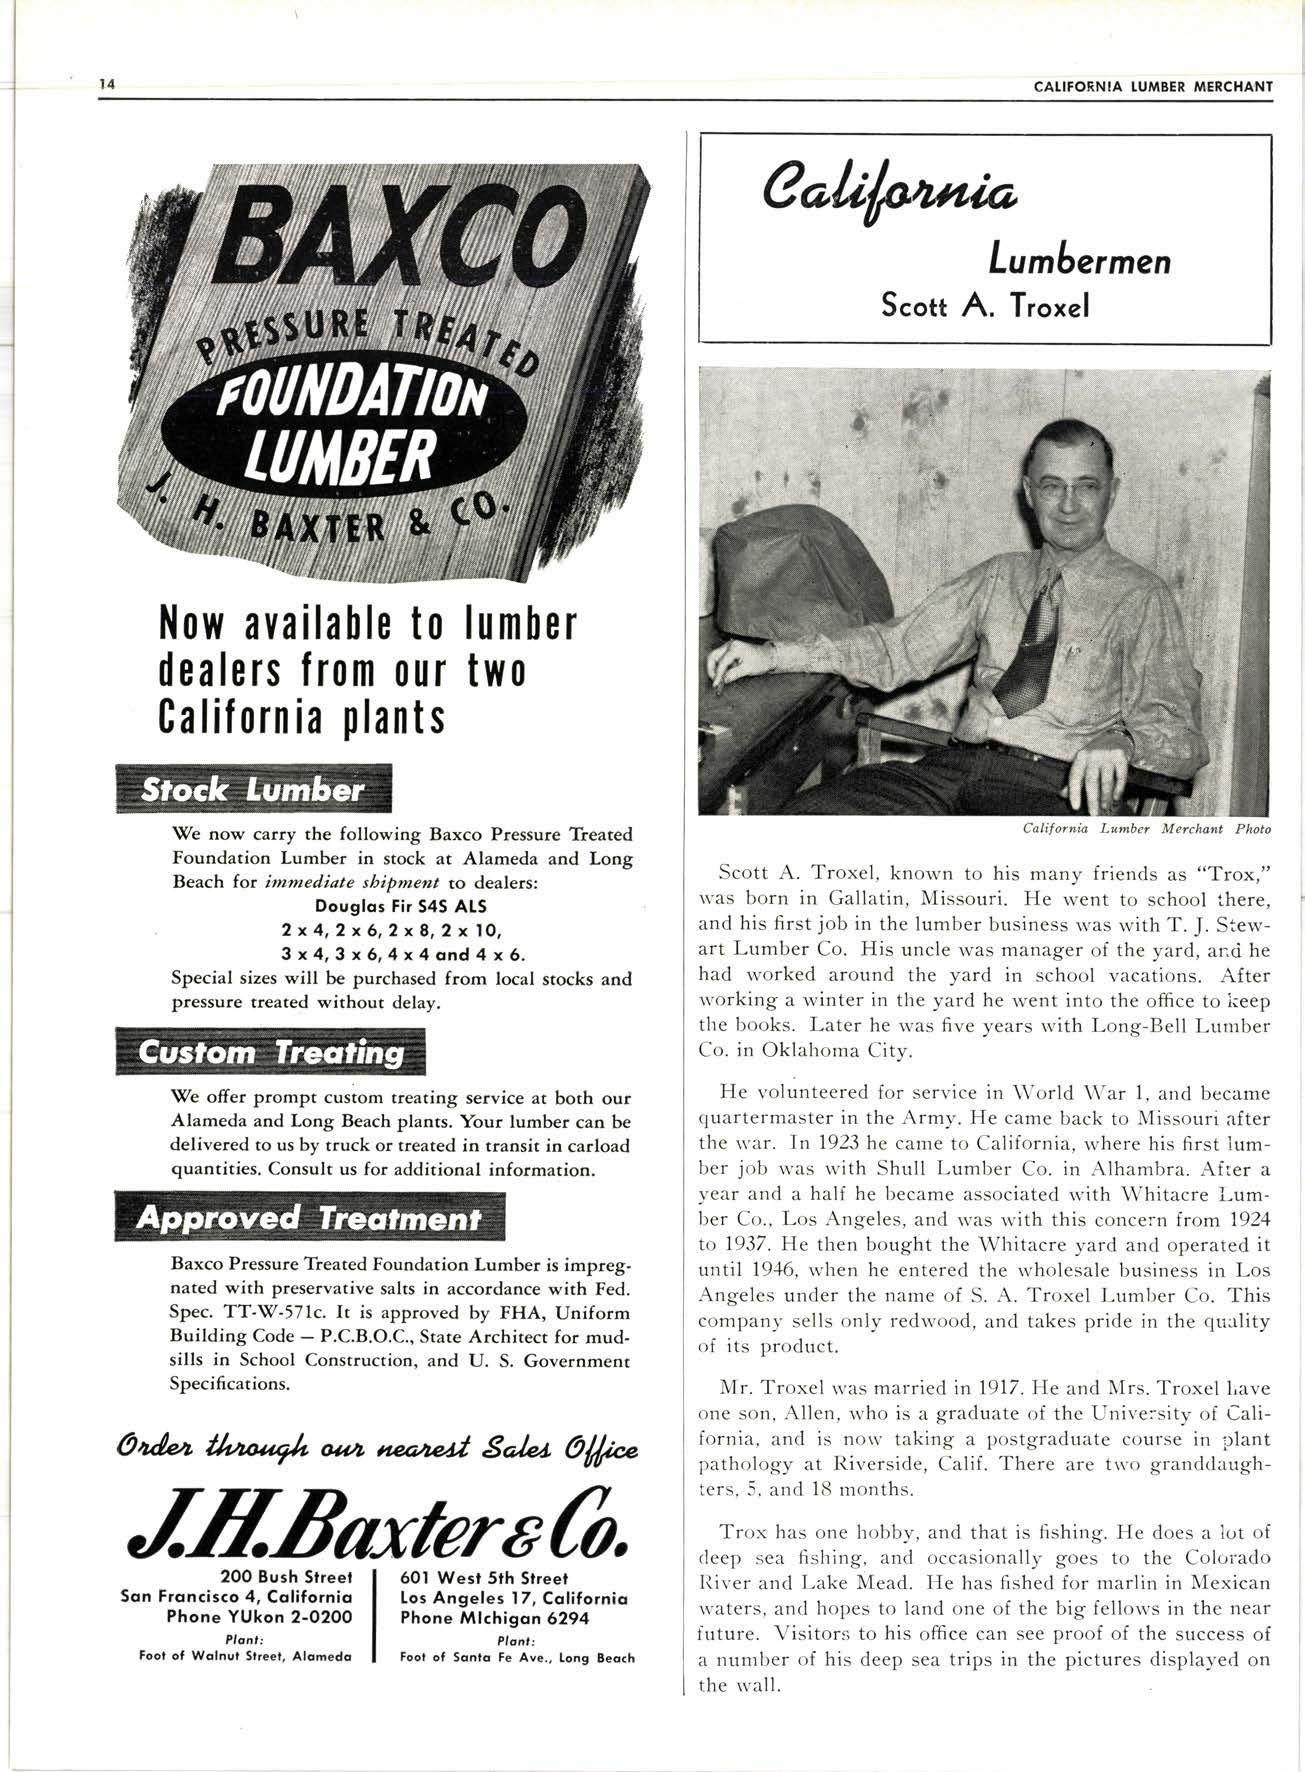 14
CALIFORNIA LUMBER MERCHANT
BAXCO
PRESSURE TREATED
FOUNDATION
LUMBER
J. H. BAXTER & CO.
Now available to lumber
dealers from our two
California plants
Stock Lumber
We now carry the following Baxco Pressure Treated
Foundation Lumber in stock at Alameda and Long
Beach for immediate shipment to dealers:
Douglas Fir S4S ALS
2 x 4, 2 x 6, 2 x 8, 2 x 10,
3 x 4, 3 x 6, 4 x 4 and 4 x 6.
Special sizes will be purchased from local stocks and
pressure treated without delay.
Custom Treating
We offer prompt custom treating service at both our
Alameda and Long Beach plants. Your lumber can be
delivered to us by truck or treated in transit in carload
quantities. Consult us for additional information.
Approved Treatment
Baxco Pressure Treated Foundation Lumber is impreg-
nated with preservative salts in accordance with Fed.
Spec. TT-W-571c. It is approved by FHA, Uniform
Building Code — P.C.B.O.C., State Architect for mud-
sills in School Construction, and U. S. Government
Specifications.
Order through our nearest Sales Office
J.H.Baxter & Co.
200 Bush Street
San Francisco 4, California
Phone YUkon 2-0200
Plant:
Foot of Walnut Street, Alameda
601 West 5th Street
Los Angeles 17, California
Phone MIchigan 6294
Plant:
Foot of Santa Fe Ave., Long Beach
California
Lumbermen
Scott A. Troxel
California Lumber Merchant Photo
Scott A. Troxel, known to his many friends as “Trox,”
was born in Gallatin, Missouri. He went to school there,
and his first job in the lumber business was with T. J. Stew-
art Lumber Co. His uncle was manager of the yard, and he
had worked around the yard in school vacations. After
working a winter in the yard he went into the office to keep
the books. Later he was five years with Long-Bell Lumber
Co. in Oklahoma City.
He volunteered for service in World War 1, and became
quartermaster in the Army. He came back to Missouri after
the war. In 1923 he came to California, where his first lum-
ber job was with Shull Lumber Co. in Alhambra. After a
year and a half he became associated with Whitacre Lum-
ber Co., Los Angeles, and was with this concern from 1924
to 1937. He then bought the Whitacre yard and operated it
until 1946, when he entered the wholesale business in Los
Angeles under the name of S. A. Troxel Lumber Co. This
company sells only redwood, and takes pride in the quality
of its product.
Mr. Troxel was married in 1917. He and Mrs. Troxel have
one son, Allen, who is a graduate of the University of Cali-
fornia, and is now taking a postgraduate course in plant
pathology at Riverside, Calif. There are two granddaugh-
ters, 5, and 18 months.
Trox has one hobby, and that is fishing. He does a lot of
deep sea fishing, and occasionally goes to the Colorado
River and Lake Mead. He has fished for marlin in Mexican
waters, and hopes to land one of the big fellows in the near
future. Visitors to his office can see proof of the success of
a number of his deep sea trips in the pictures displayed on
the wall.